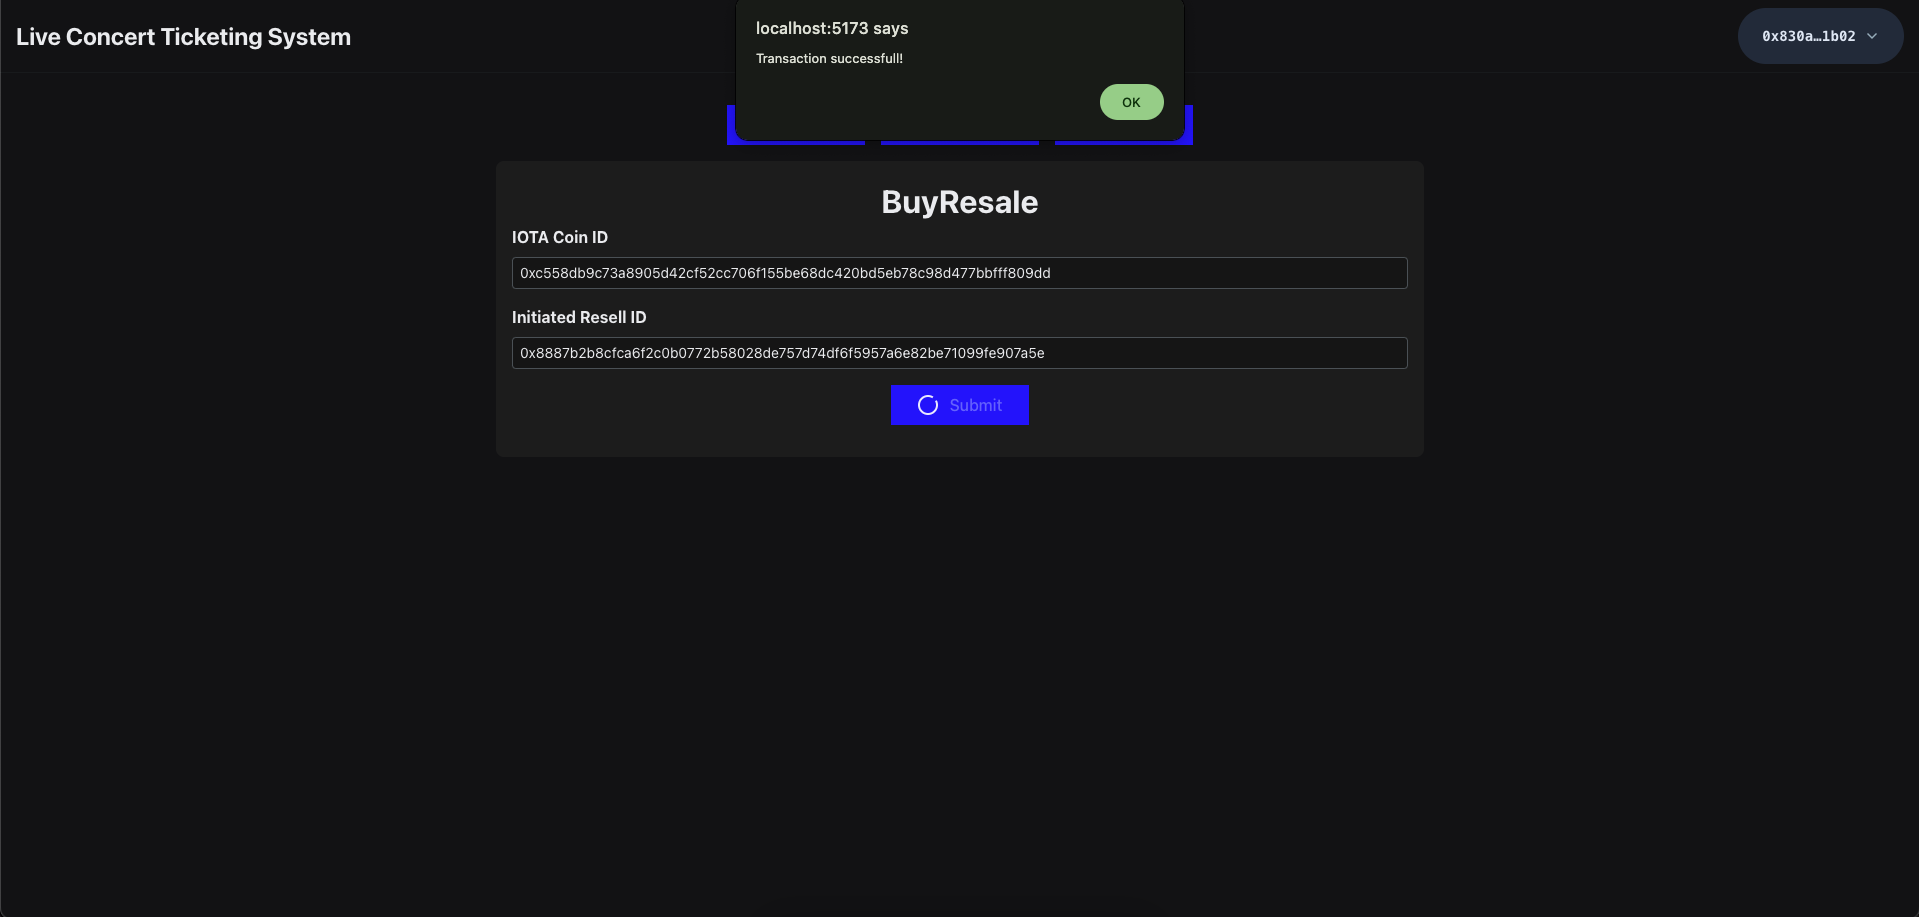 Live Concert Ticketing System
localhost:5173 says
Transaction successfull!
OK
0x830a…1b02
BuyResale
IOTA Coin ID
0xc558db9c73a8905d42cf52cc706f155be68dc420bd5eb78c98d477bbfff809dd
Initiated Resell ID
0x8887b2b8cfca6f2c0b0772b58028de757d74df6f5957a6e82be71099fe907a5e
Submit